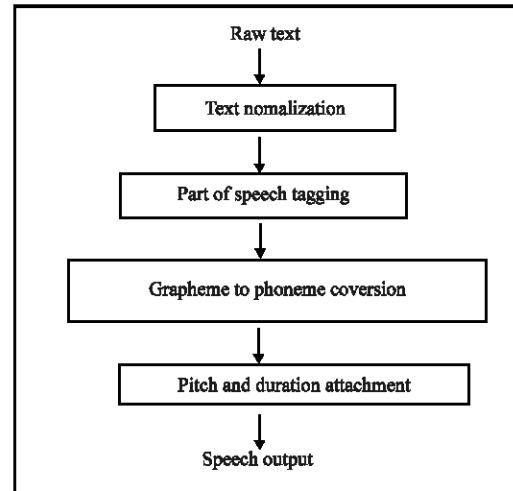 Raw text
Text nomalization
Part of speech tagging
Grapheme to phoneme coversion
Pitch and duration attachment
Speech output